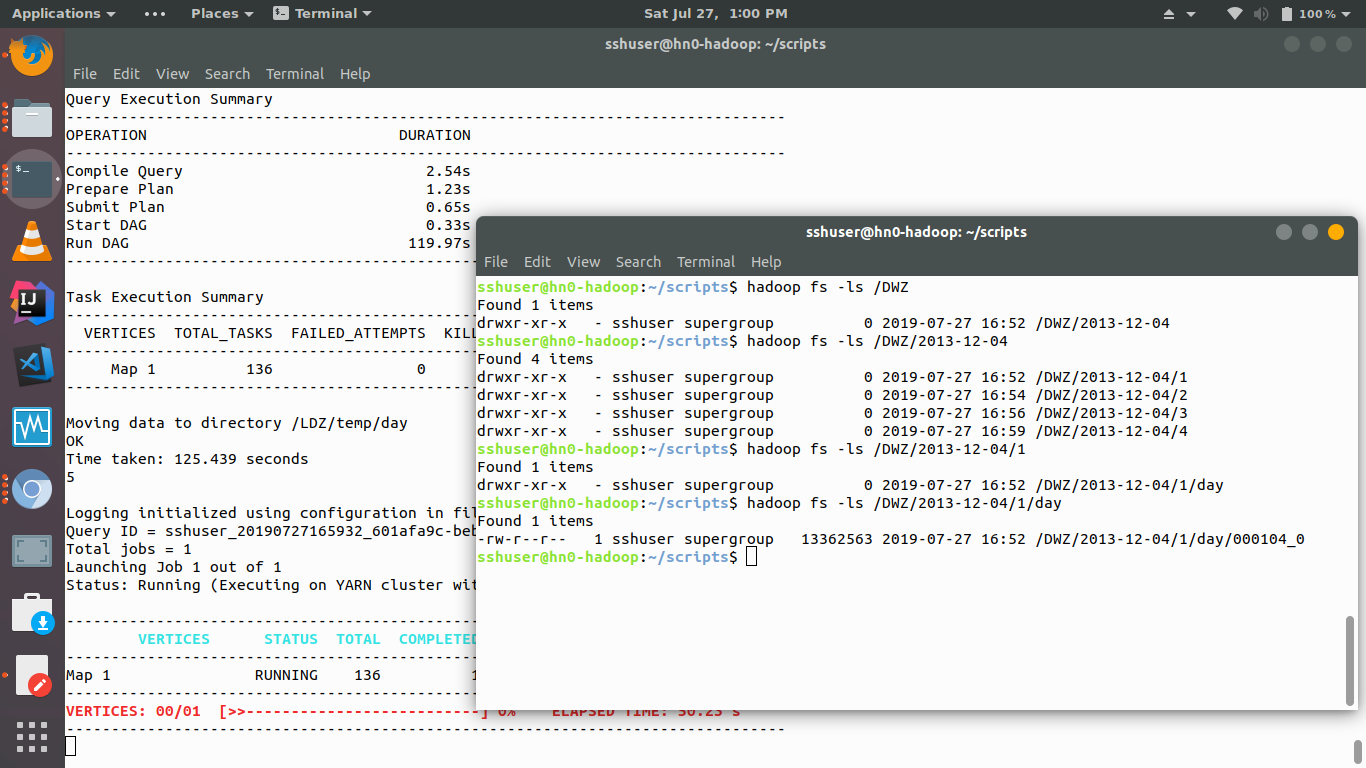 Applications Places Terminal Sat Jul 27, 1:00 PM 100 %
sshuser@hn0-hadoop: ~/scripts
File Edit View Search Terminal Help
Query Execution Summary
--------------------------------------------------------------------------------
OPERATION                            DURATION
--------------------------------------------------------------------------------
Compile Query                           2.54s
Prepare Plan                            1.23s
Submit Plan                             0.65s
Start DAG                               0.33s
Run DAG                               119.97s
----------------------------------------------
Task Execution Summary
----------------------------------------------
  VERTICES  TOTAL_TASKS  FAILED_ATTEMPTS  KILL
----------------------------------------------
     Map 1          136                0
----------------------------------------------
Moving data to directory /LDZ/temp/day
OK
Time taken: 125.439 seconds
5
Logging initialized using configuration in fil
Query ID = sshuser_20190727165932_601afa9c-beb
Total jobs = 1
Launching Job 1 out of 1
Status: Running (Executing on YARN cluster wit
----------------------------------------------
        VERTICES      STATUS  TOTAL  COMPLETED
----------------------------------------------
Map 1                RUNNING    136          1
----------------------------------------------
VERTICES: 00/01  [>>--------------------------] 0%    ELAPSED TIME: 50.23 s
--------------------------------------------------------------------------------
sshuser@hn0-hadoop: ~/scripts
File Edit View Search Terminal Help
sshuser@hn0-hadoop:~/scripts$ hadoop fs -ls /DWZ
Found 1 items
drwxr-xr-x   - sshuser supergroup          0 2019-07-27 16:52 /DWZ/2013-12-04
sshuser@hn0-hadoop:~/scripts$ hadoop fs -ls /DWZ/2013-12-04
Found 4 items
drwxr-xr-x   - sshuser supergroup          0 2019-07-27 16:52 /DWZ/2013-12-04/1
drwxr-xr-x   - sshuser supergroup          0 2019-07-27 16:54 /DWZ/2013-12-04/2
drwxr-xr-x   - sshuser supergroup          0 2019-07-27 16:56 /DWZ/2013-12-04/3
drwxr-xr-x   - sshuser supergroup          0 2019-07-27 16:59 /DWZ/2013-12-04/4
sshuser@hn0-hadoop:~/scripts$ hadoop fs -ls /DWZ/2013-12-04/1
Found 1 items
drwxr-xr-x   - sshuser supergroup          0 2019-07-27 16:52 /DWZ/2013-12-04/1/day
sshuser@hn0-hadoop:~/scripts$ hadoop fs -ls /DWZ/2013-12-04/1/day
Found 1 items
-rw-r--r--   1 sshuser supergroup   13362563 2019-07-27 16:52 /DWZ/2013-12-04/1/day/000104_0
sshuser@hn0-hadoop:~/scripts$